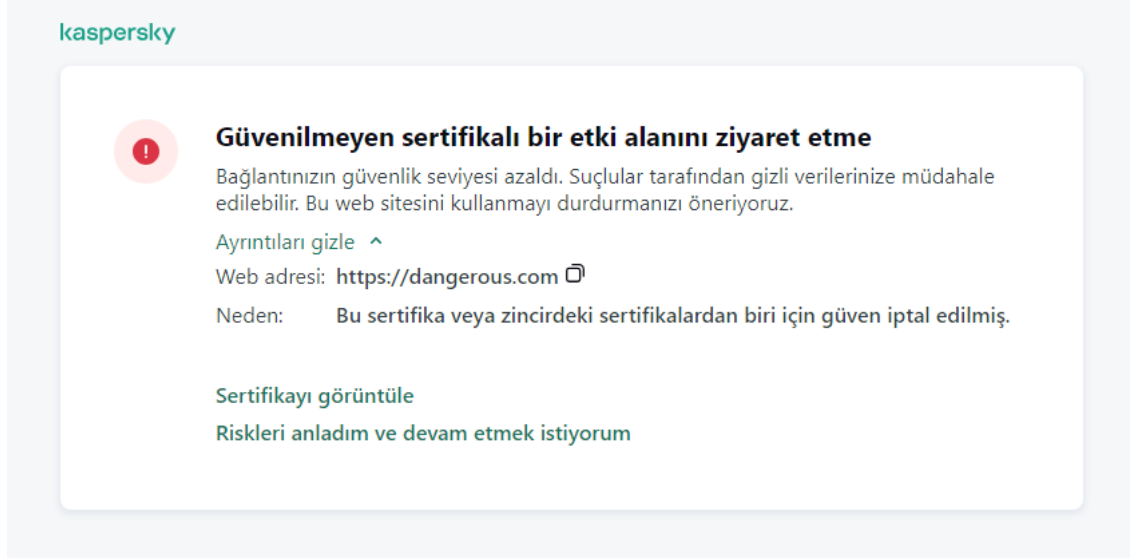 kaspersky
Güvenilmeyen sertifikalı bir etki alanını ziyaret etme
Bağlantınızın güvenlik seviyesi azaldı. Suçlular tarafından gizli verilerinize müdahale
edilebilir. Bu web sitesini kullanmayı durdurmanızı öneriyoruz.
Ayrıntıları gizle
Web adresi: https://dangerous.com
Neden: Bu sertifika veya zincirdeki sertifikalardan biri için güven iptal edilmiş.
Sertifikayı görüntüle
Riskleri anladım ve devam etmek istiyorum